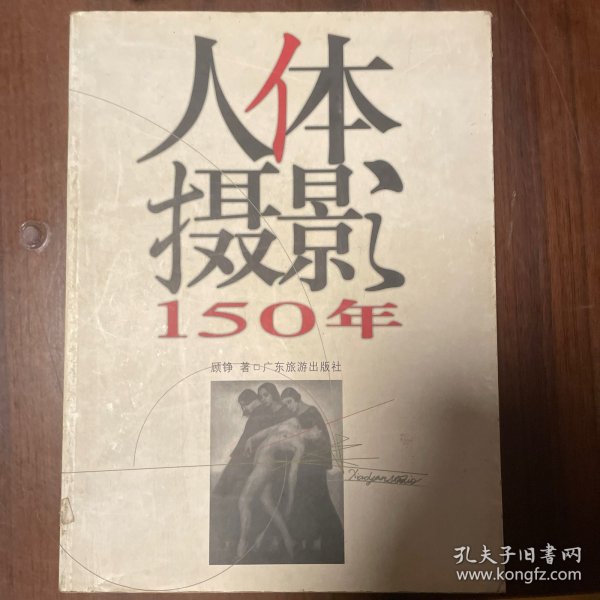 人体
摄影
150年
顾铮 著□广东旅游出版社
孔夫子旧书网
www.kongfz.com